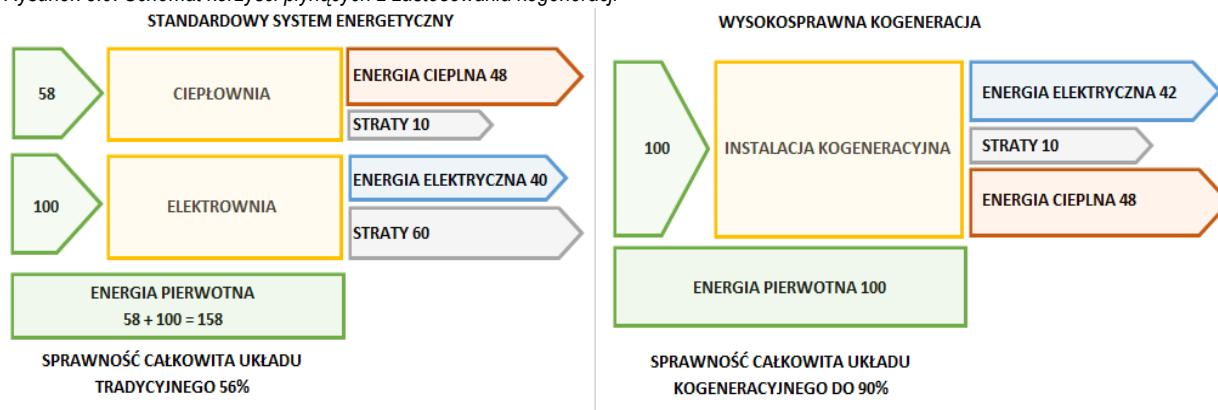 STANDARDOWY SYSTEM ENERGETYCZNY
58
CIEPŁOWNIA
ENERGIA CIEPLNA 48
STRATY 10
100
ELEKTROWNIA
ENERGIA ELEKTRYCZNA 40
STRATY 60
ENERGIA PIERWOTNA
58 + 100 = 158
SPRAWNOŚĆ CAŁKOWITA UKŁADU
TRADYCYJNEGO 56%
WYSOKOSPRAWNA KOGENERACJA
100
INSTALACJA KOGENERACYJNA
ENERGIA ELEKTRYCZNA 42
STRATY 10
ENERGIA CIEPLNA 48
ENERGIA PIERWOTNA 100
SPRAWNOŚĆ CAŁKOWITA UKŁADU
KOGENERACYJNEGO DO 90%